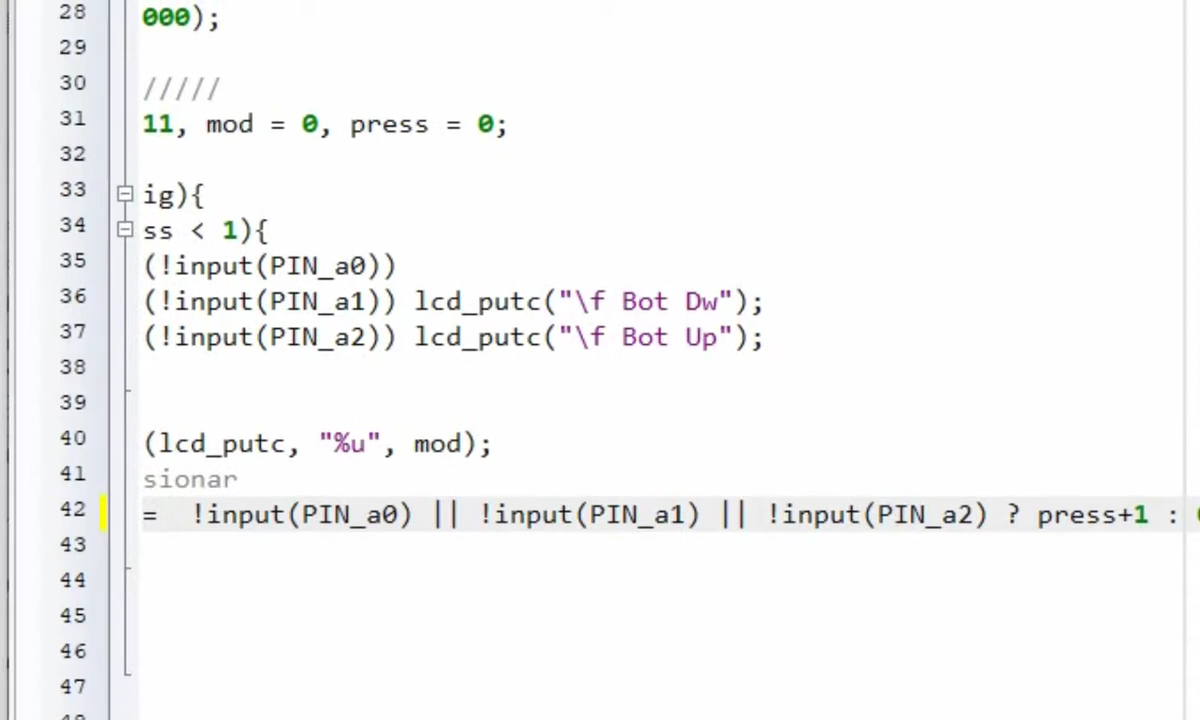 28 000);
29
30 /////
31 11, mod = 0, press = 0;
32
33 ig){
34 ss < 1){
35 (!input(PIN_a0))
36 (!input(PIN_a1)) lcd_putc("\f Bot Dw");
37 (!input(PIN_a2)) lcd_putc("\f Bot Up");
38
39
40 (lcd_putc, "%u", mod);
41 sionar
42 = !input(PIN_a0) || !input(PIN_a1) || !input(PIN_a2) ? press+1 :
43
44
45
46
47